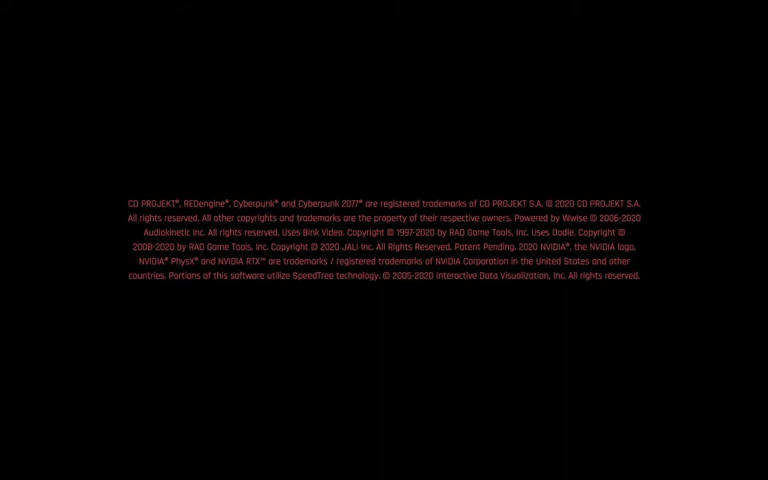 CD PROJEKT®, REDengine®, Cyberpunk® and Cyberpunk 2077® are registered trademarks of CD PROJEKT S.A. © 2020 CD PROJEKT S.A.
All rights reserved. All other copyrights and trademarks are the property of their respective owners. Powered by Wwise © 2006-2020
Audiokinetic Inc. All rights reserved. Uses Bink Video. Copyright © 1997-2020 by RAD Game Tools, Inc. Uses Oodle. Copyright ©
2008-2020 by RAD Game Tools, Inc. Copyright © 2020 JALI Inc. All Rights Reserved. Patent Pending. 2020 NVIDIA®, the NVIDIA logo,
NVIDIA® PhysX® and NVIDIA RTX™ are trademarks / registered trademarks of NVIDIA Corporation in the United States and other
countries. Portions of this software utilize SpeedTree technology. © 2005-2020 Interactive Data Visualization, Inc. All rights reserved.